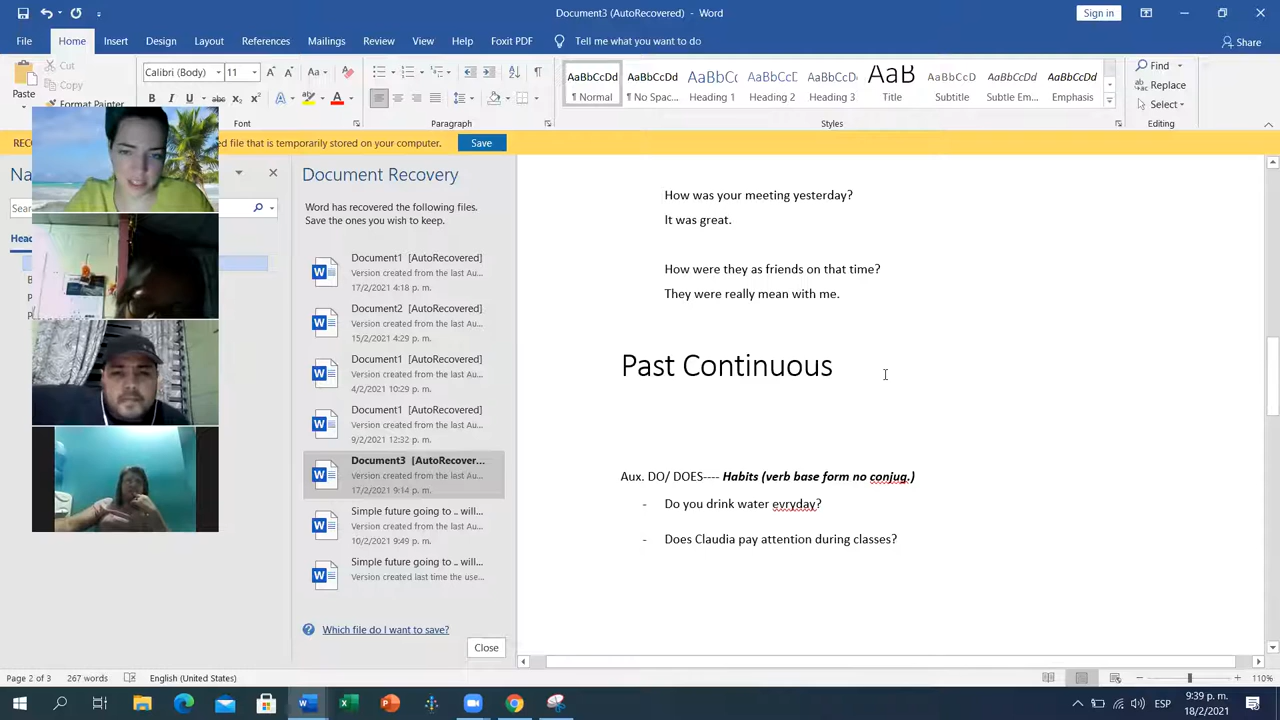 Document3 [AutoRecovered] - Word
Sign in
Home
Insert
Design
Layout
References
Mailings
Review
View
Help
Foxit PDF
Tell me what you want to do
Share
Cut
Copy
Format Painter
Paste
Calibri (Body)
11
Font
Paragraph
AaBbCcDd
¶ Normal
AaBbCcDd
¶ No Spac...
AaBbC(
Heading 1
AaBbCcD
Heading 2
AaBbCcD
Heading 3
AaB
Title
AaBbCcD
Subtitle
AaBbCcDd
Subtle Em...
AaBbCcDd
Emphasis
Styles
Find
Replace
Select
Editing
file that is temporarily stored on your computer.
Save
Document Recovery
Word has recovered the following files.
Save the ones you wish to keep.
Document1 [AutoRecovered]
Version created from the last Au...
17/2/2021 4:18 p. m.
Document2 [AutoRecovered]
Version created from the last Au...
15/2/2021 4:29 p. m.
Document1 [AutoRecovered]
Version created from the last Au...
4/2/2021 10:29 p. m.
Document1 [AutoRecovered]
Version created from the last Au...
9/2/2021 12:32 p. m.
Document3 [AutoRecover...
Version created from the last Au...
17/2/2021 9:14 p. m.
Simple future going to .. will...
Version created from the last Au...
10/2/2021 9:49 p. m.
Simple future going to .. will...
Version created last time the use...
Which file do I want to save?
Close
How was your meeting yesterday?
It was great.
How were they as friends on that time?
They were really mean with me.
Past Continuous
Aux. DO/ DOES---- Habits (verb base form no conjug.)
- Do you drink water evryday?
- Does Claudia pay attention during classes?
Page 2 of 3
267 words
English (United States)
110%
ESP
9:39 p. m.
18/2/2021